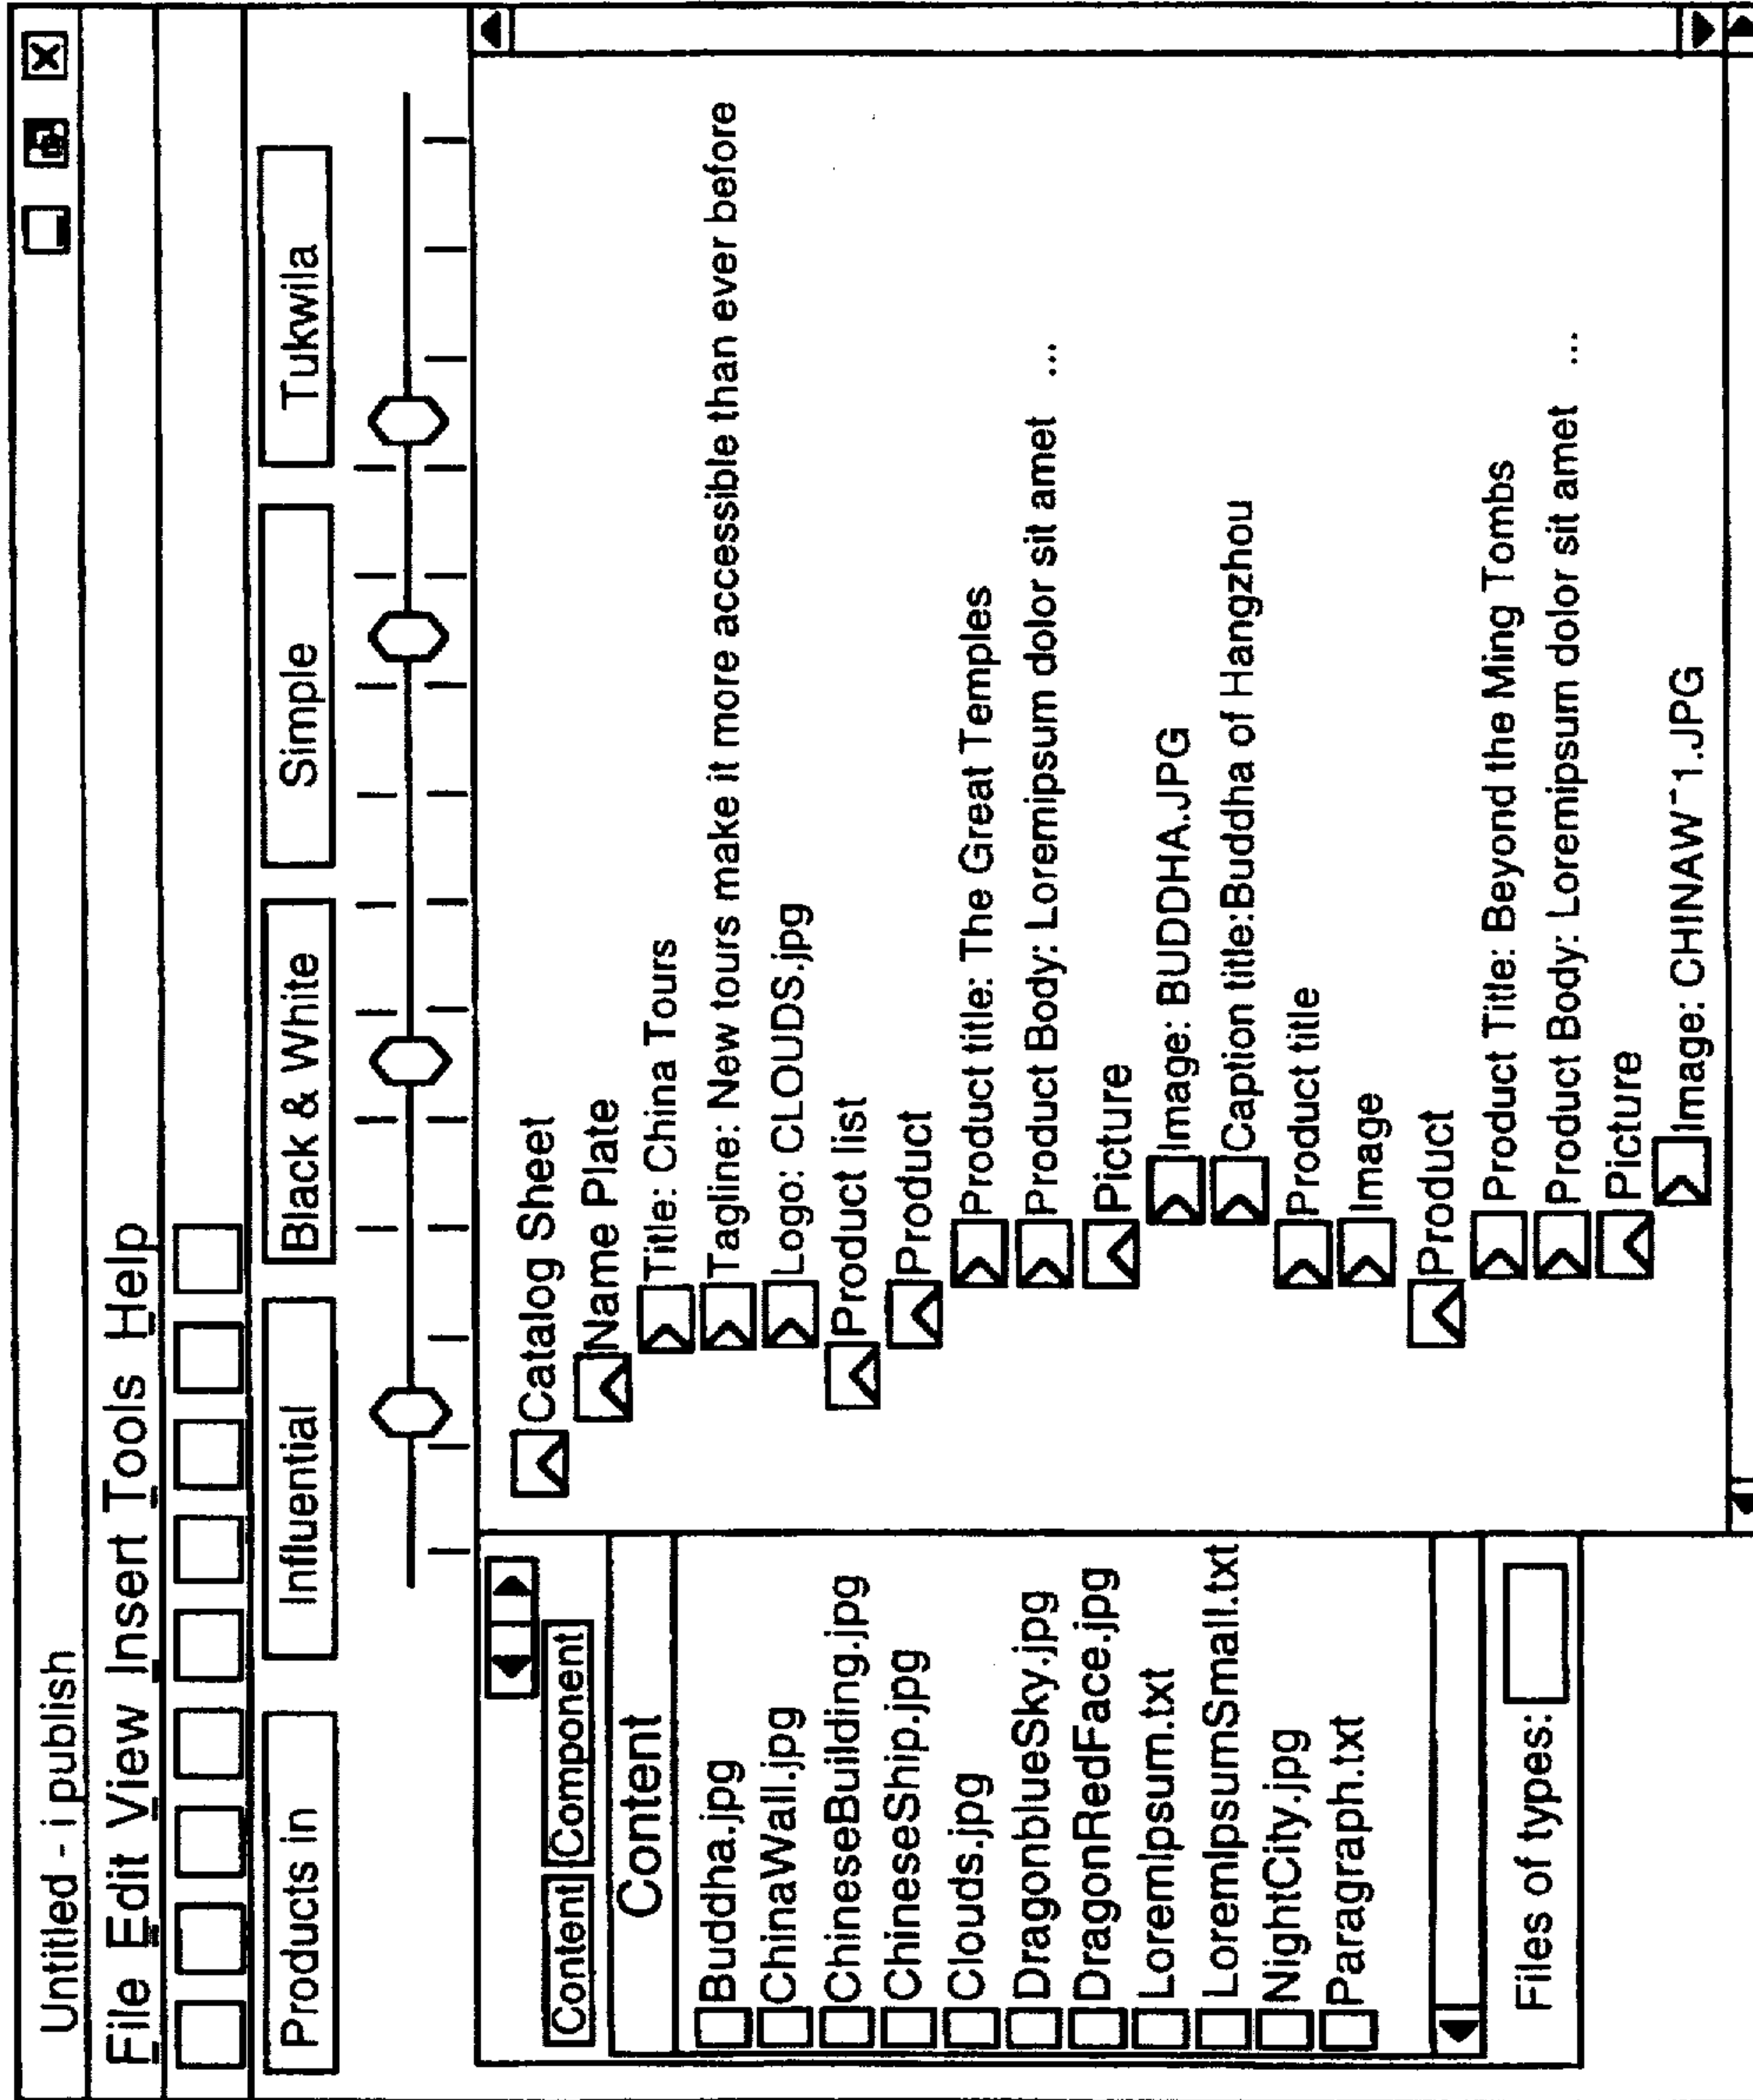 Untitled - i publish
File Edit View Insert Tools Help
Products in
Influential
Black & White
Simple
Tukwila
Content
Component
Content
Buddha.jpg
ChinaWall.jpg
ChineseBuilding.jpg
ChineseShip.jpg
Clouds.jpg
DragonblueSky.jpg
DragonRedFace.jpg
LoremIpsum.txt
LoremIpsumSmall.txt
NightCity.jpg
Paragraph.txt
Files of types:
Catalog Sheet
Name Plate
Title: China Tours
Tagline: New tours make it more accessible than ever before
Logo: CLOUDS.jpg
Product list
Product
Product title: The Great Temples
Product Body: Loremipsum dolor sit amet ...
Picture
Image: BUDDHA.JPG
Caption title:Buddha of Hangzhou
Product title
Image
Product
Product Title: Beyond the Ming Tombs
Product Body: Loremipsum dolor sit amet ...
Picture
Image: CHINAW~1.JPG